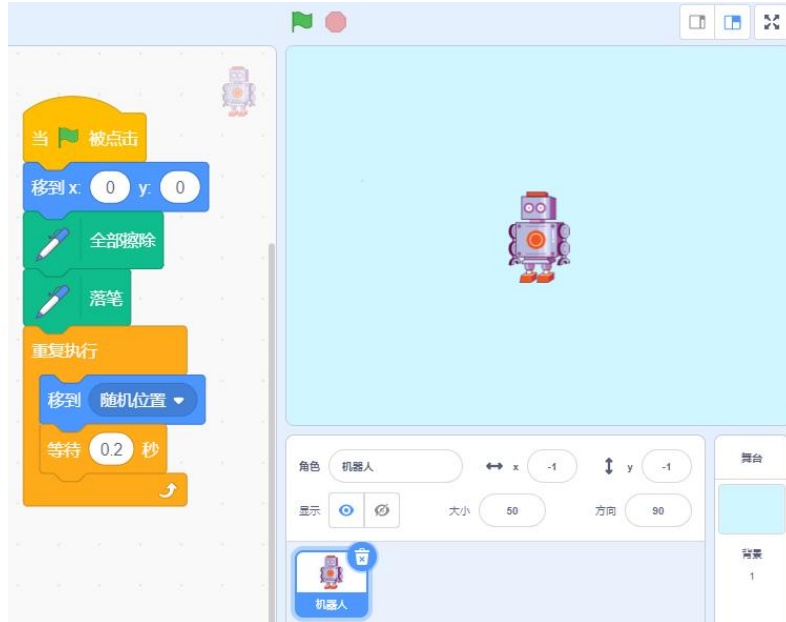 当 被点击
移到 x: 0 y: 0
全部擦除
落笔
重复执行
移到 随机位置
等待 0.2 秒
角色 机器人 x -1 y -1
显示 大小 50 方向 90
机器人
舞台
背景
1